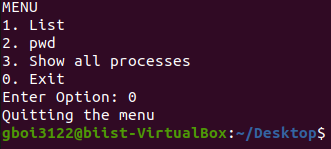 MENU
1. List
2. pwd
3. Show all processes
0. Exit
Enter Option: 0
Quitting the menu
gboi3122@biist-VirtualBox:~/Desktop$